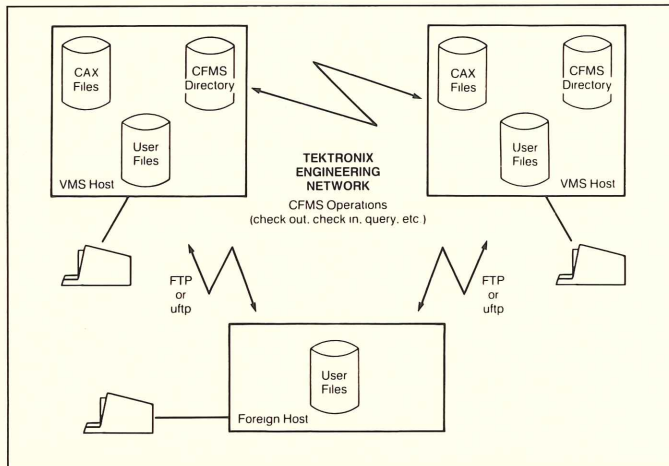 CAX
Files
CFMS
Directory
User
Files
VMS Host
TEKTRONIX
ENGINEERING
NETWORK
CFMS Operations
(check out, check in, query, etc.)
CAX
Files
CFMS
Directory
User
Files
VMS Host
FTP
or
uftp
FTP
or
uftp
User
Files
Foreign Host